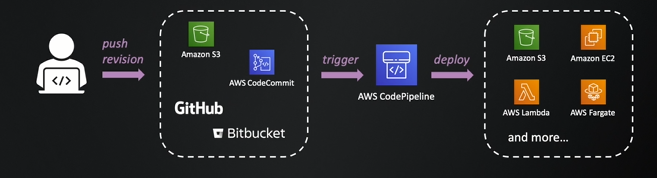 push
revision
</>
Amazon S3
AWS CodeCommit
GitHub
Bitbucket
trigger
</>
AWS CodePipeline
deploy
Amazon S3
Amazon EC2
AWS Lambda
AWS Fargate
and more...